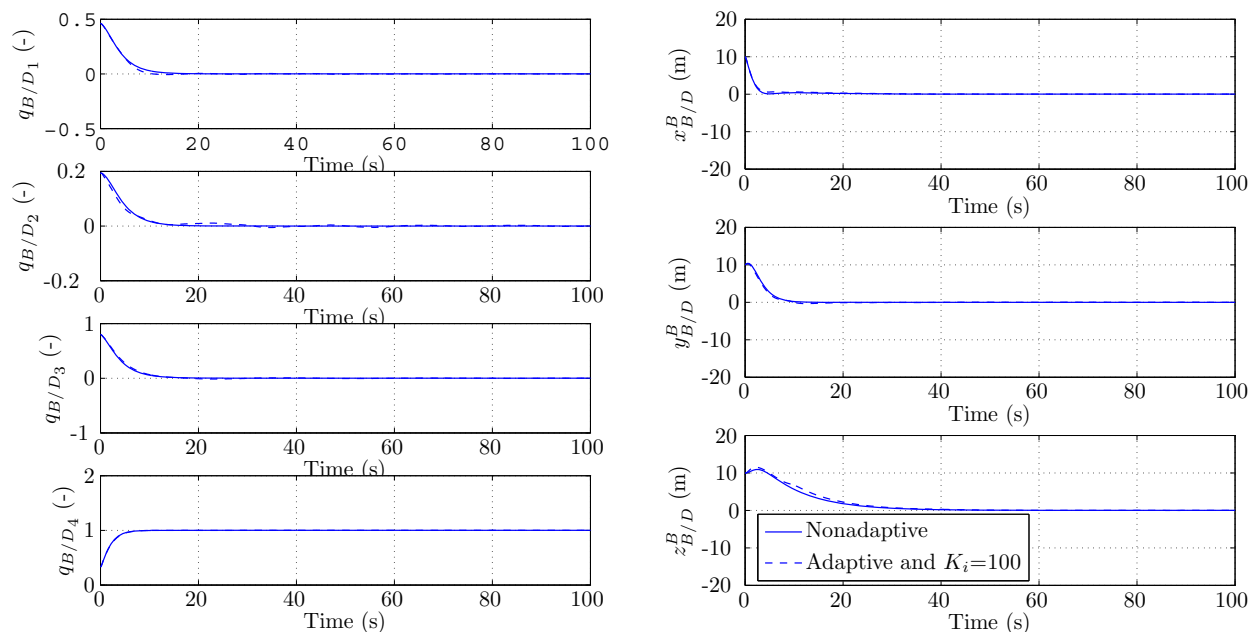 q_{B/D_1} (-)
0.5
0
−0.5
0 20 40 60 80 100
Time (s)
q_{B/D_2} (-)
0.2
0
-0.2
0 20 40 60 80 100
Time (s)
q_{B/D_3} (-)
1
0
-1
0 20 40 60 80 100
Time (s)
q_{B/D_4} (-)
2
1
0
0 20 40 60 80 100
Time (s)
x^B_{B/D} (m)
20
10
0
-10
-20
0 20 40 60 80 100
Time (s)
y^B_{B/D} (m)
20
10
0
-10
-20
0 20 40 60 80 100
Time (s)
z^B_{B/D} (m)
20
10
0
-10
-20
Nonadaptive
Adaptive and K_i=100
0 20 40 60 80 100
Time (s)